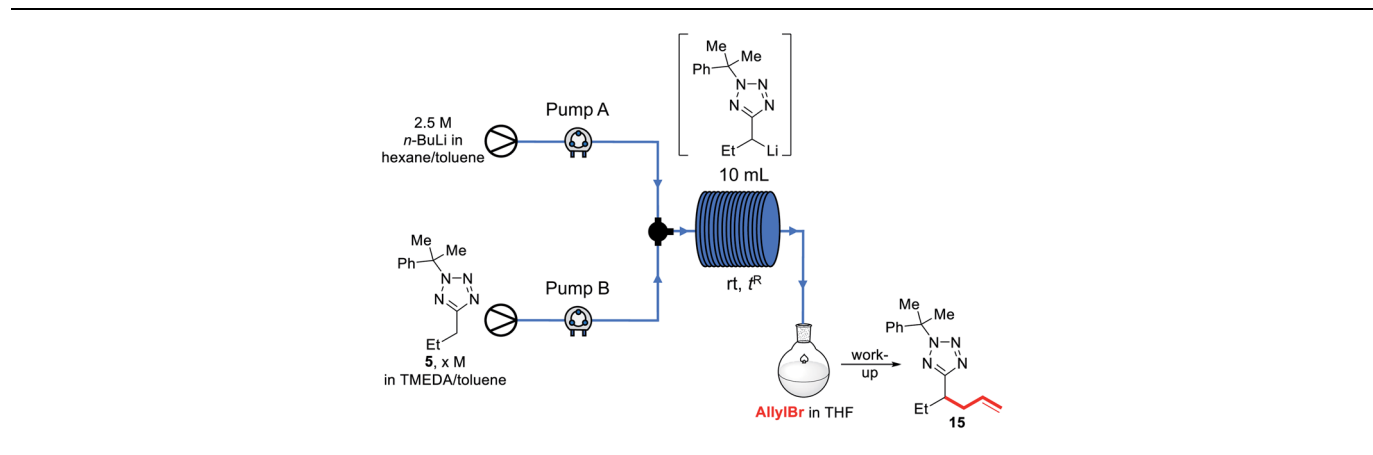 Pump A
2.5 M
n-BuLi in
hexane/toluene
Me
Me
Ph
N
N
N
N
Et
Li
10 mL
rt, tᴿ
Me
Me
Ph
N
N
N
N
Et
5, x M
in TMEDA/toluene
Pump B
AllylBr in THF
work-
up
Me
Me
Ph
N
N
N
N
Et
15